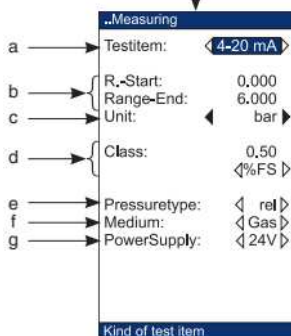 ..Measuring
a Testitem: 4-20 mA
b R.-Start: 0.000
Range-End: 6.000
c Unit: bar
d Class: 0.50
%FS
e Pressuretype: rel
f Medium: Gas
g PowerSupply: 24V
Kind of test item